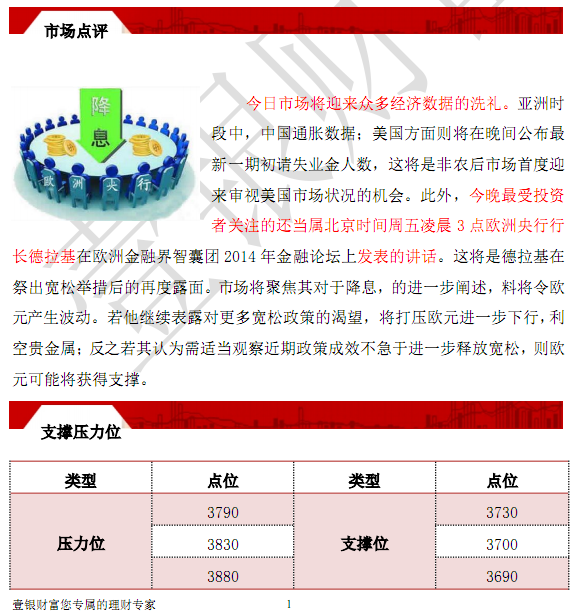 市场点评
降
息
欧洲央行
今日市场将迎来众多经济数据的洗礼。亚洲时
段中，中国通胀数据；美国方面则将在晚间公布最
新一期初请失业金人数，这将是非农后市场首度迎
来审视美国市场状况的机会。此外，今晚最受投资
者关注的还当属北京时间周五凌晨 3 点欧洲央行行
长德拉基在欧洲金融界智囊团 2014 年金融论坛上发表的讲话。这将是德拉基在
祭出宽松举措后的再度露面。市场将聚焦其对于降息，的进一步阐述，料将令欧
元产生波动。若他继续表露对更多宽松政策的渴望，将打压欧元进一步下行，利
空贵金属；反之若其认为需适当观察近期政策成效不急于进一步释放宽松，则欧
元可能将获得支撑。
支撑压力位
类型 点位 类型 点位
3790 3730
压力位 3830 支撑位 3700
3880 3690
壹银财富您专属的理财专家 1
壹银财